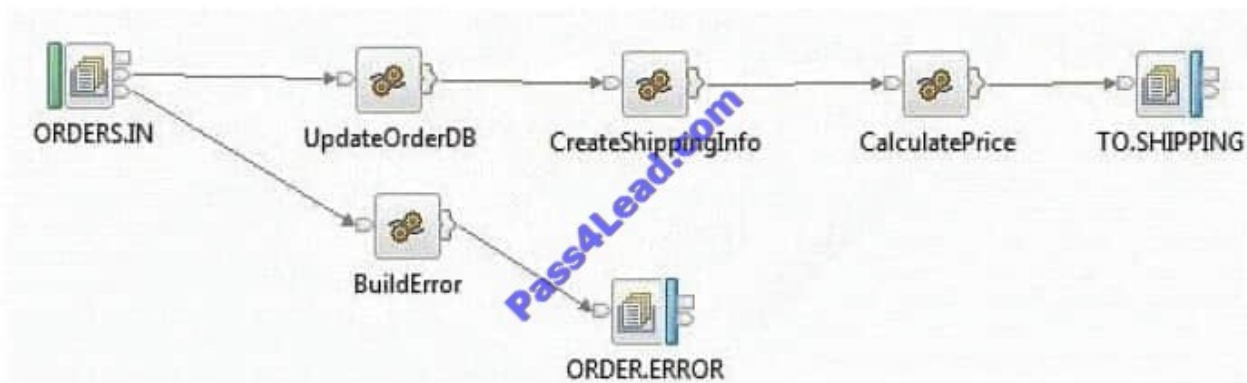 ORDERS.IN
UpdateOrderDB
CreateShippingInfo
CalculatePrice
TO.SHIPPING
BuildError
ORDER.ERROR
Pass4Lead.com